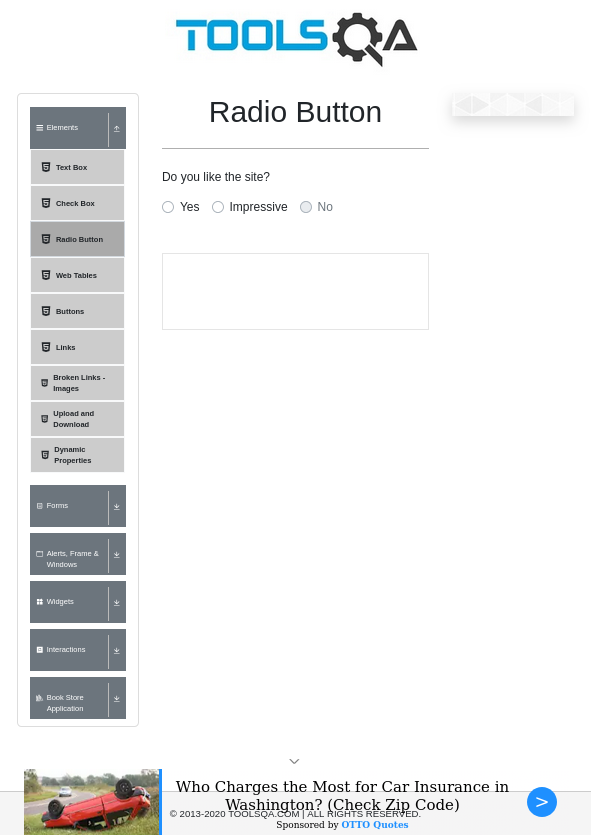 TOOLSQA
Elements
Text Box
Check Box
Radio Button
Web Tables
Buttons
Links
Broken Links -
Images
Upload and
Download
Dynamic
Properties
Forms
Alerts, Frame &
Windows
Widgets
Interactions
Book Store
Application
Radio Button
Do you like the site?
Yes Impressive No
Who Charges the Most for Car Insurance in
Washington? (Check Zip Code)
© 2013-2020 TOOLSQA.COM | ALL RIGHTS RESERVED.
Sponsored by OTTO Quotes